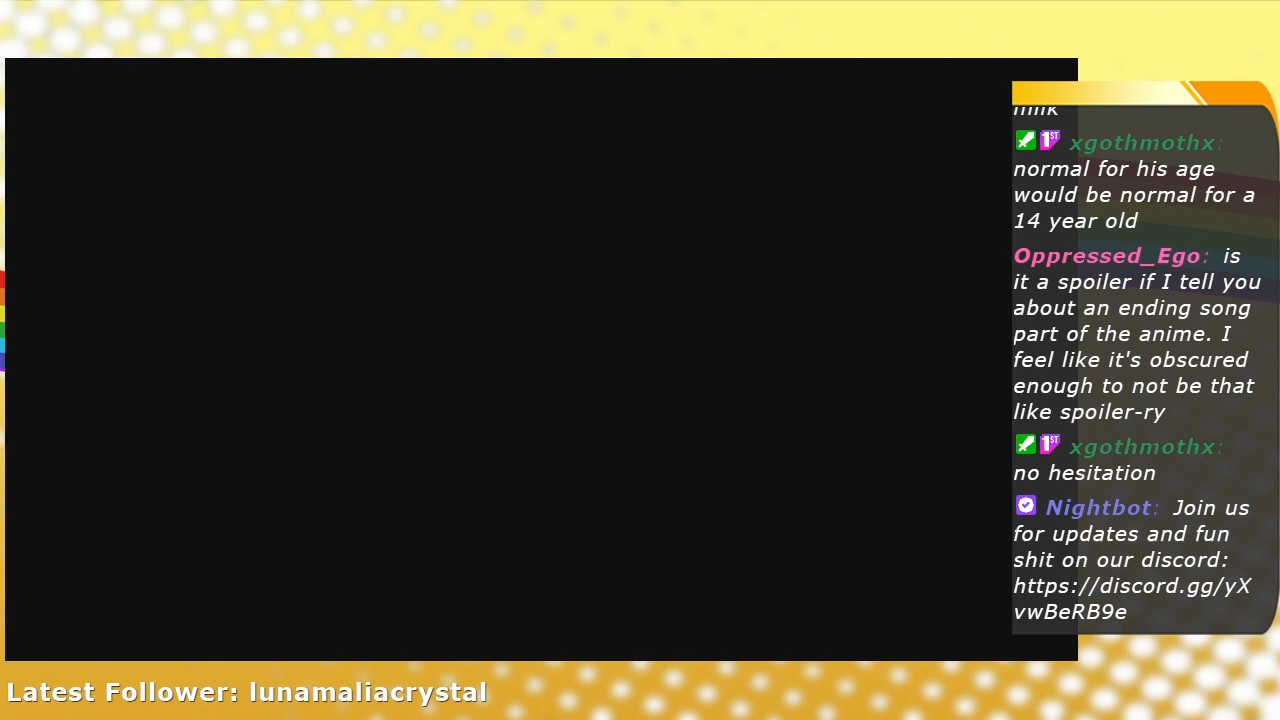 xgothmothx:
normal for his age
would be normal for a
14 year old
Oppressed_Ego: is
it a spoiler if I tell you
about an ending song
part of the anime. I
feel like it's obscured
enough to not be that
like spoiler-ry
xgothmothx:
no hesitation
Nightbot: Join us
for updates and fun
shit on our discord:
https://discord.gg/yX
vwBeRB9e
Latest Follower: lunamaliacrystal